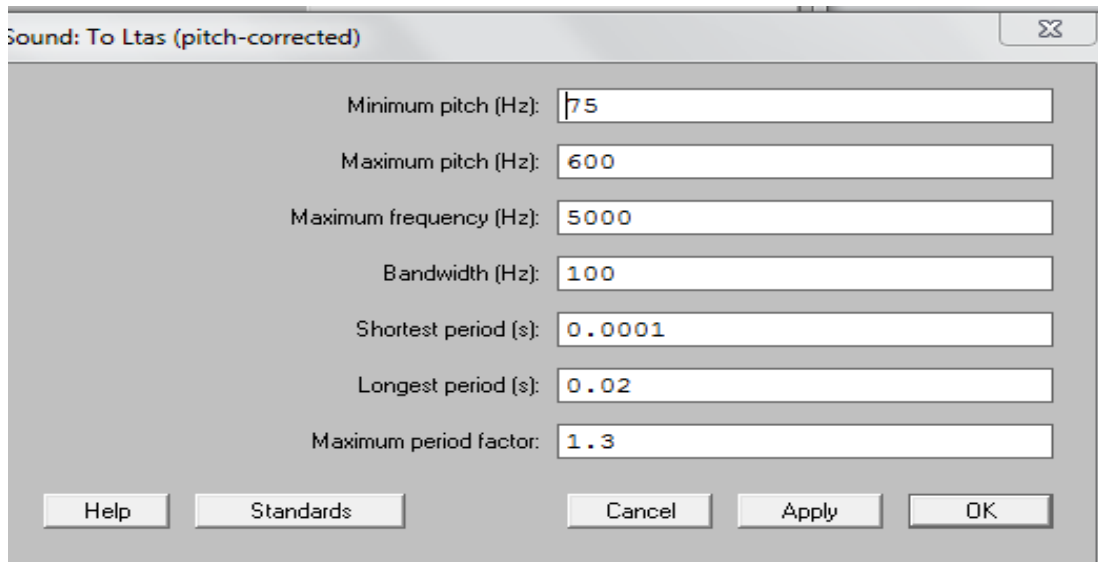 Sound: To Ltas (pitch-corrected)
Minimum pitch (Hz): 75
Maximum pitch (Hz): 600
Maximum frequency (Hz): 5000
Bandwidth (Hz): 100
Shortest period (s): 0.0001
Longest period (s): 0.02
Maximum period factor: 1.3
Help Standards Cancel Apply OK